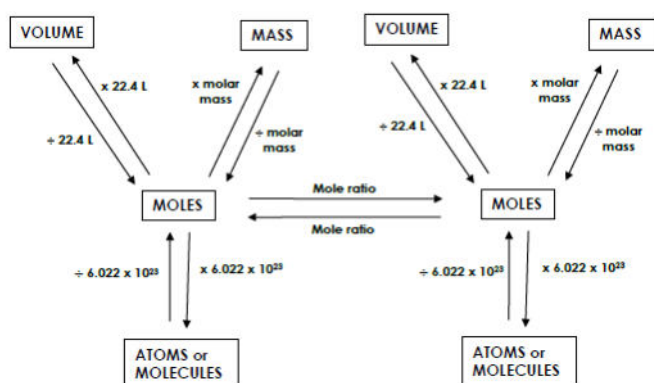 VOLUME
MASS
x 22.4 L
÷ 22.4 L
x molar
mass
÷ molar
mass
MOLES
÷ 6.022 x 10²³
x 6.022 x 10²³
ATOMS or
MOLECULES
Mole ratio
Mole ratio
VOLUME
MASS
x 22.4 L
÷ 22.4 L
x molar
mass
÷ molar
mass
MOLES
÷ 6.022 x 10²³
x 6.022 x 10²³
ATOMS or
MOLECULES